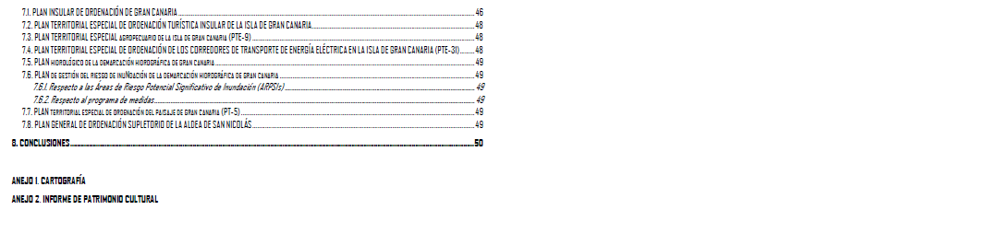 7.1. PLAN INSULAR DE ORDENACIÓN DE GRAN CANARIA 46
7.2. PLAN TERRITORIAL ESPECIAL DE ORDENACIÓN TURÍSTICA INSULAR DE LA ISLA DE GRAN CANARIA 48
7.3. PLAN TERRITORIAL ESPECIAL AGROPECUARIO DE LA ISLA DE GRAN CANARIA (PTE-9) 48
7.4. PLAN TERRITORIAL ESPECIAL DE ORDENACIÓN DE LOS CORREDORES DE TRANSPORTE DE ENERGÍA ELÉCTRICA EN LA ISLA DE GRAN CANARIA (PTE-31) 48
7.5. PLAN HIDROLÓGICO DE LA DEMARCACIÓN HIDROGRÁFICA DE GRAN CANARIA 49
7.6. PLAN DE GESTIÓN DEL RIESGO DE INUNDACIÓN DE LA DEMARCACIÓN HIDROGRÁFICA DE GRAN CANARIA 49
7.6.1. Respecto a las Áreas de Riesgo Potencial Significativo de Inundación (ARPSIs) 49
7.6.2. Respecto al programa de medidas 49
7.7. PLAN TERRITORIAL ESPECIAL DE ORDENACIÓN DEL PAISAJE DE GRAN CANARIA (PT-5) 49
7.8. PLAN GENERAL DE ORDENACIÓN SUPLETORIO DE LA ALDEA DE SAN NICOLÁS 49
8. CONCLUSIONES 50
ANEJO 1. CARTOGRAFÍA
ANEJO 2. INFORME DE PATRIMONIO CULTURAL